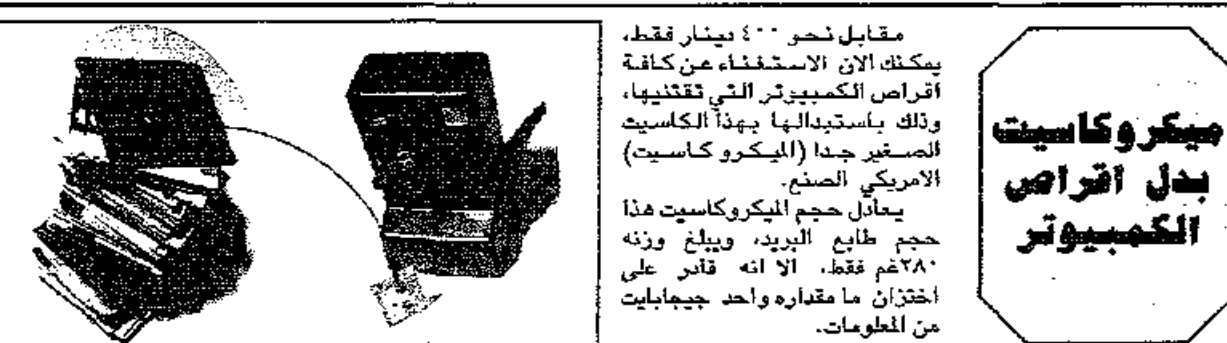 ميكروكاسيت
بدل اقراص
الكمبيوتر
مقابل نحو ٤٠٠ دينار فقط،
يمكنك الان الاستغناء عن كافة
اقراص الكمبيوتر التي تقتنيها،
وذلك باستبدالها بهذا الكاسيت
الصغير جدا (الميكرو كاسيت)
الامريكي الصنع.
يعادل حجم الميكروكاسيت هذا
حجم طابع البريد، ويبلغ وزنه
٢٨٠غم فقط، الا انه قادر على
اختزان ما مقداره واحد جيجابايت
من المعلومات.